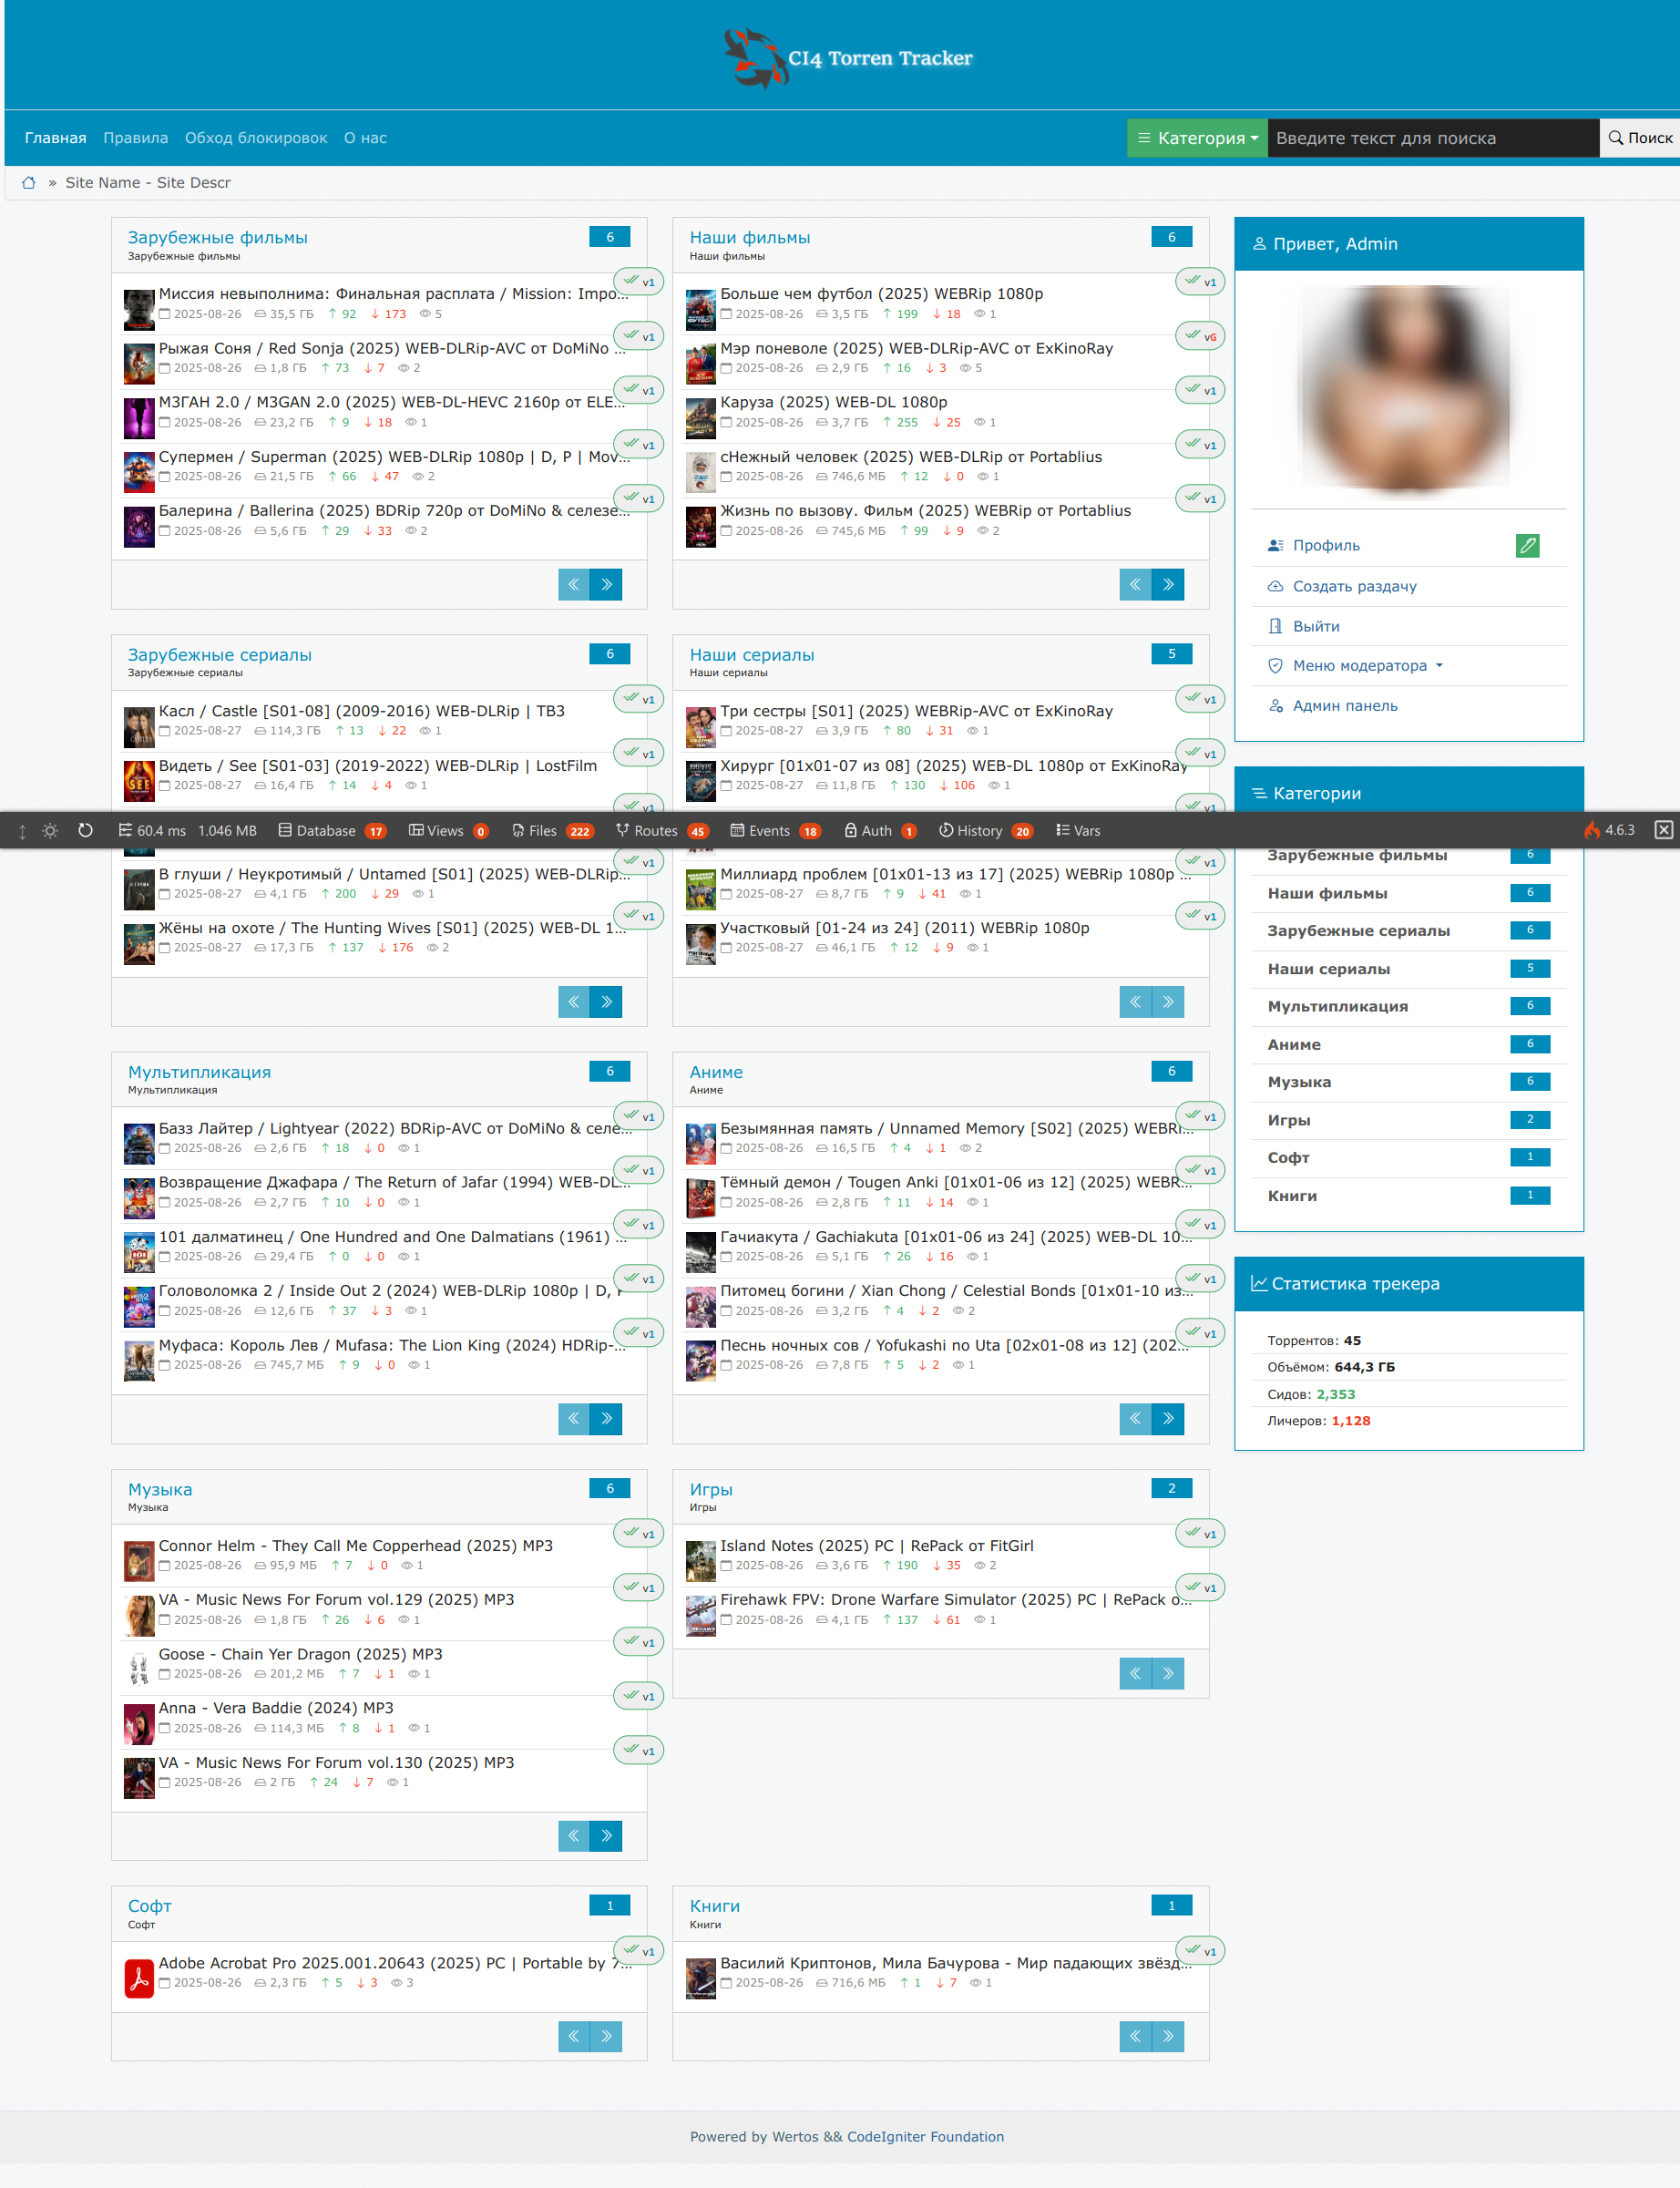 CI4 Torren Tracker
Главная Правила Обход блокировок О нас Категория Введите текст для поиска Поиск
» Site Name - Site Descr
Зарубежные фильмы 6
Зарубежные фильмы
v1
Миссия невыполнима: Финальная расплата / Mission: Impo...
2025-08-26 35,5 ГБ 92 173 5
v1
Рыжая Соня / Red Sonja (2025) WEB-DLRip-AVC от DoMiNo ...
2025-08-26 1,8 ГБ 73 7 2
v1
М3ГАН 2.0 / M3GAN 2.0 (2025) WEB-DL-HEVC 2160p от ELE...
2025-08-26 23,2 ГБ 9 18 1
v1
Супермен / Superman (2025) WEB-DLRip 1080p | D, P | Mov...
2025-08-26 21,5 ГБ 66 47 2
v1
Балерина / Ballerina (2025) BDRip 720p от DoMiNo & селезе...
2025-08-26 5,6 ГБ 29 33 2
« »
Наши фильмы 6
Наши фильмы
v1
Больше чем футбол (2025) WEBRip 1080p
2025-08-26 3,5 ГБ 199 18 1
vG
Мэр поневоле (2025) WEB-DLRip-AVC от ExKinoRay
2025-08-26 2,9 ГБ 16 3 5
v1
Каруза (2025) WEB-DL 1080p
2025-08-26 3,7 ГБ 255 25 1
v1
сНежный человек (2025) WEB-DLRip от Portablius
2025-08-26 746,6 МБ 12 0 1
v1
Жизнь по вызову. Фильм (2025) WEBRip от Portablius
2025-08-26 745,6 МБ 99 9 2
« »
Зарубежные сериалы 6
Зарубежные сериалы
v1
Касл / Castle [S01-08] (2009-2016) WEB-DLRip | ТВ3
2025-08-27 114,3 ГБ 13 22 1
v1
Видеть / See [S01-03] (2019-2022) WEB-DLRip | LostFilm
2025-08-27 16,4 ГБ 14 4 1
v1
v1
В глуши / Неукротимый / Untamed [S01] (2025) WEB-DLRip...
2025-08-27 4,1 ГБ 200 29 1
v1
Жёны на охоте / The Hunting Wives [S01] (2025) WEB-DL 1...
2025-08-27 17,3 ГБ 137 176 2
« »
Наши сериалы 5
Наши сериалы
v1
Три сестры [S01] (2025) WEBRip-AVC от ExKinoRay
2025-08-27 3,9 ГБ 80 31 1
v1
Хирург [01x01-07 из 08] (2025) WEB-DL 1080p от ExKinoRay
2025-08-27 11,8 ГБ 130 106 1
v1
v1
Миллиард проблем [01x01-13 из 17] (2025) WEBRip 1080p ...
2025-08-27 8,7 ГБ 9 41 1
v1
Участковый [01-24 из 24] (2011) WEBRip 1080p
2025-08-27 46,1 ГБ 12 9 1
« »
60.4 ms 1.046 MB Database 17 Views 0 Files 222 Routes 45 Events 18 Auth 1 History 20 Vars 4.6.3
Мультипликация 6
Мультипликация
v1
Базз Лайтер / Lightyear (2022) BDRip-AVC от DoMiNo & селе...
2025-08-26 2,6 ГБ 18 0 1
v1
Возвращение Джафара / The Return of Jafar (1994) WEB-DL...
2025-08-26 2,7 ГБ 10 0 1
v1
101 далматинец / One Hundred and One Dalmatians (1961) ...
2025-08-26 29,4 ГБ 0 0 1
v1
Головоломка 2 / Inside Out 2 (2024) WEB-DLRip 1080p | D,
2025-08-26 12,6 ГБ 37 3 1
v1
Муфаса: Король Лев / Mufasa: The Lion King (2024) HDRip-...
2025-08-26 745,7 МБ 9 0 1
« »
Аниме 6
Аниме
v1
Безымянная память / Unnamed Memory [S02] (2025) WEBRi...
2025-08-26 16,5 ГБ 4 1 2
v1
Тёмный демон / Tougen Anki [01x01-06 из 12] (2025) WEBR...
2025-08-26 2,8 ГБ 11 14 1
v1
Гачиакута / Gachiakuta [01x01-06 из 24] (2025) WEB-DL 10...
2025-08-26 5,1 ГБ 26 16 1
v1
Питомец богини / Xian Chong / Celestial Bonds [01x01-10 из...
2025-08-26 3,2 ГБ 4 2 2
v1
Песнь ночных сов / Yofukashi no Uta [02x01-08 из 12] (202...
2025-08-26 7,8 ГБ 5 2 1
« »
Музыка 6
Музыка
v1
Connor Helm - They Call Me Copperhead (2025) MP3
2025-08-26 95,9 МБ 7 0 1
v1
VA - Music News For Forum vol.129 (2025) MP3
2025-08-26 1,8 ГБ 26 6 1
v1
Goose - Chain Yer Dragon (2025) MP3
2025-08-26 201,2 МБ 7 1 1
v1
Anna - Vera Baddie (2024) MP3
2025-08-26 114,3 МБ 8 1 1
v1
VA - Music News For Forum vol.130 (2025) MP3
2025-08-26 2 ГБ 24 7 1
« »
Игры 2
Игры
v1
Island Notes (2025) PC | RePack от FitGirl
2025-08-26 3,6 ГБ 190 35 2
v1
Firehawk FPV: Drone Warfare Simulator (2025) PC | RePack о...
2025-08-26 4,1 ГБ 137 61 1
« »
Софт 1
Софт
v1
Adobe Acrobat Pro 2025.001.20643 (2025) PC | Portable by 7...
2025-08-26 2,3 ГБ 5 3 3
« »
Книги 1
Книги
v1
Василий Криптонов, Мила Бачурова - Мир падающих звёзд...
2025-08-26 716,6 МБ 1 7 1
« »
Привет, Admin
Профиль
Создать раздачу
Выйти
Меню модератора
Админ панель
Категории
Зарубежные фильмы 6
Наши фильмы 6
Зарубежные сериалы 6
Наши сериалы 5
Мультипликация 6
Аниме 6
Музыка 6
Игры 2
Софт 1
Книги 1
Статистика трекера
Торрентов: 45
Объёмом: 644,3 ГБ
Сидов: 2,353
Личеров: 1,128
Powered by Wertos && CodeIgniter Foundation